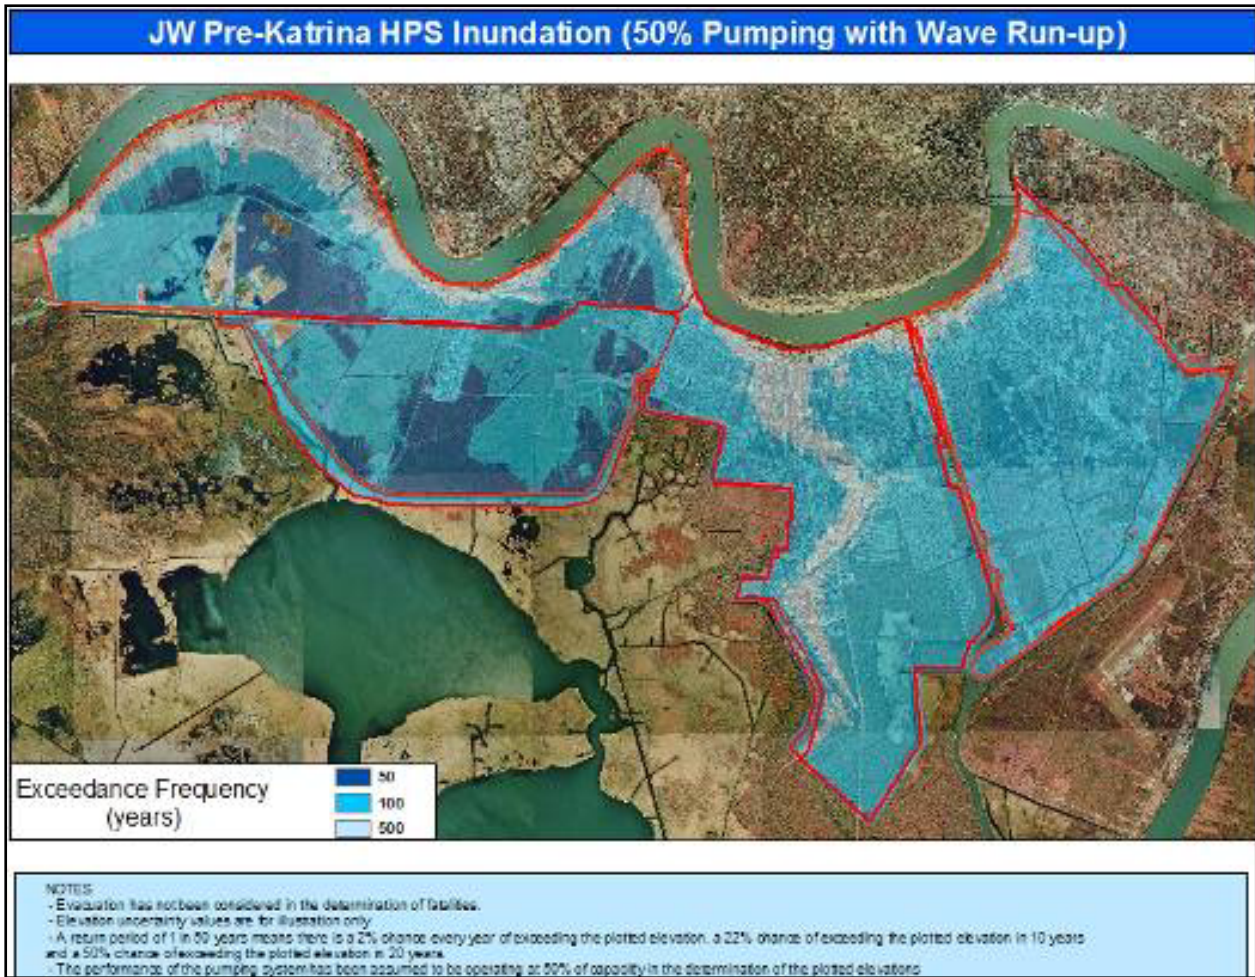 JW Pre-Katrina HPS Inundation (50% Pumping with Wave Run-up)
Exceedance Frequency
(years)
50
100
500
NOTES
- Evacuation has not been considered in the determination of fatalities.
- Elevation uncertainty values are for illustration only
- A return period of 1 in 50 years means there is a 2% chance every year of exceeding the plotted elevation, a 22% chance of exceeding the plotted elevation in 10 years
and a 50% chance of exceeding the plotted elevation in 20 years.
- The performance of the pumping system has been assumed to be operating at 50% of capacity in the determination of the plotted elevations